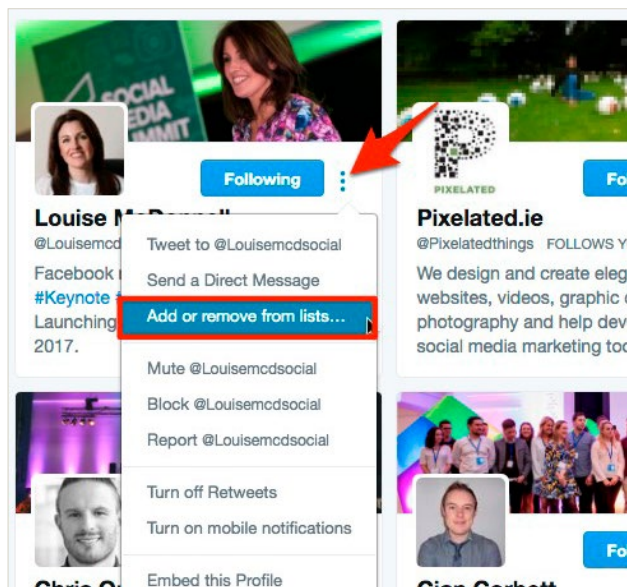 SOCIAL
MEDIA
SUMMIT
Following
Louise
@Louisemcd
Facebook
#Keynote
Launching
2017.
Tweet to @Louisemcdsocial
Send a Direct Message
Add or remove from lists...
Mute @Louisemcdsocial
Block @Louisemcdsocial
Report @Louisemcdsocial
Turn off Retweets
Turn on mobile notifications
Embed this Profile
P
PIXELATED
Fo
Pixelated.ie
@Pixelatedthings FOLLOWS Y
We design and create eleg
websites, videos, graphic
photography and help dev
social media marketing too
Fo